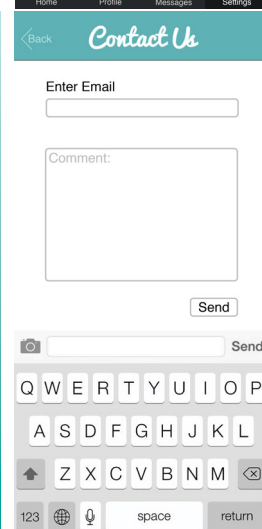 Home Profile Messages Settings
Back Contact Us
Enter Email
Comment:
Send
Send
Q W E R T Y U I O P
A S D F G H J K L
Z X C V B N M
123 space return